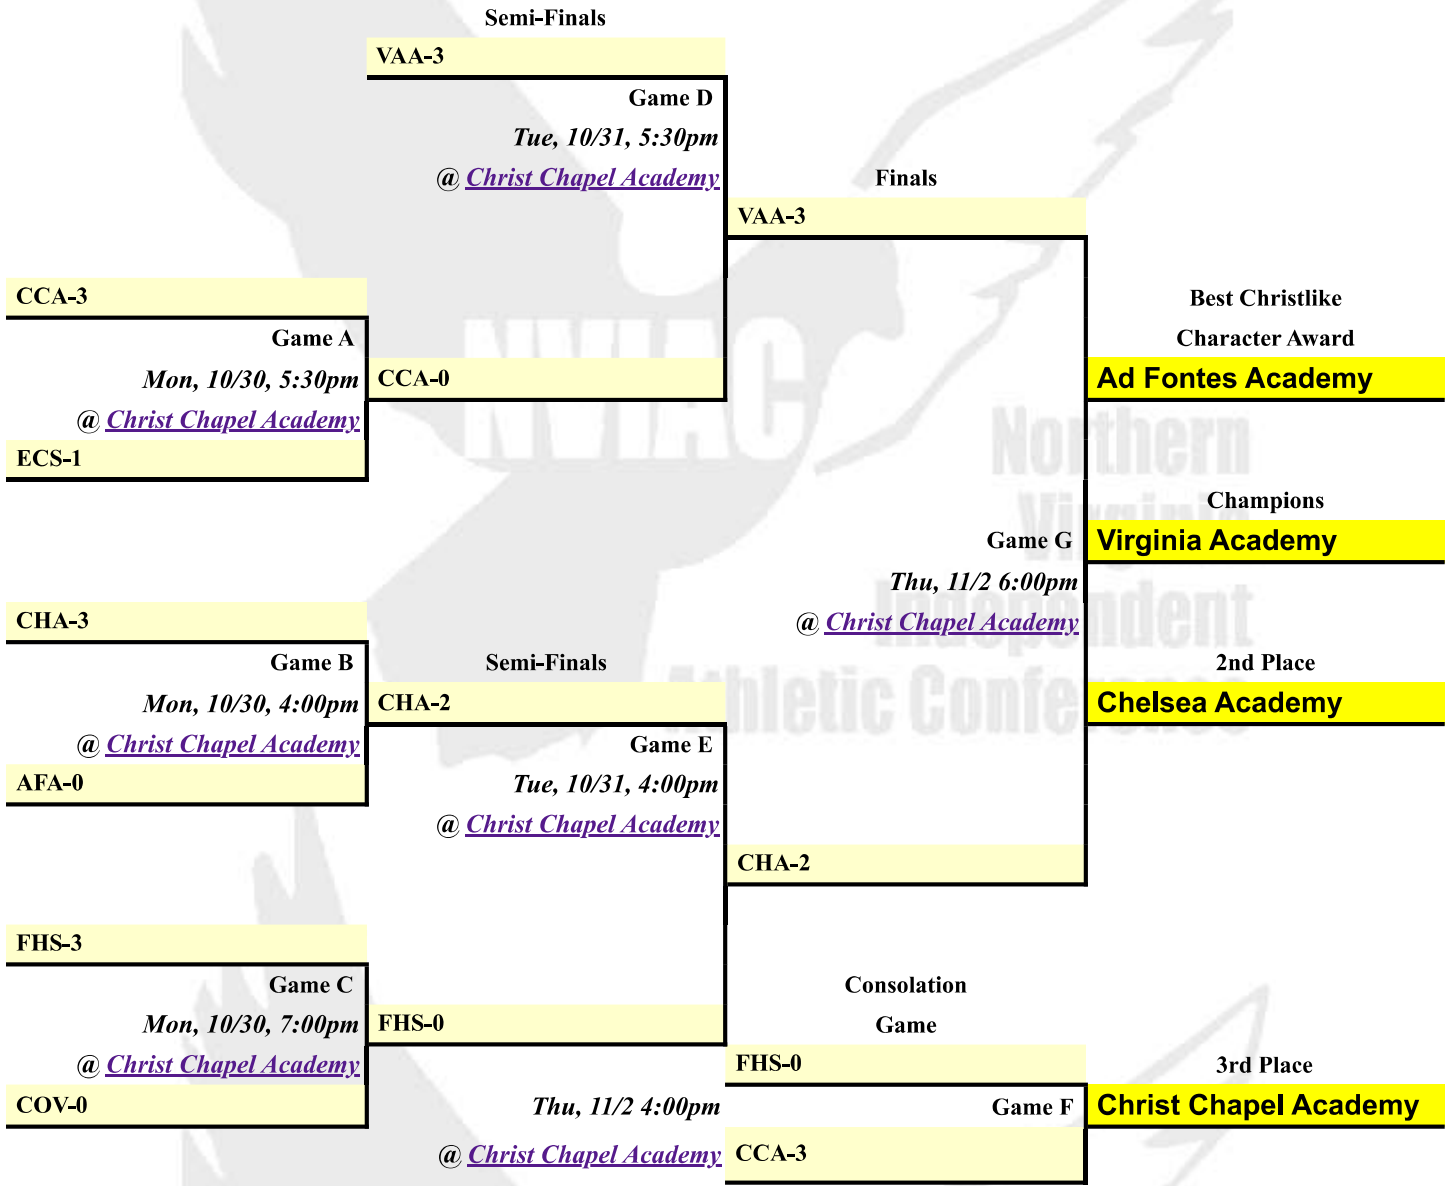 Semi-Finals
VAA-3
Game D
Tue, 10/31, 5:30pm
@ Christ Chapel Academy
Finals
VAA-3
CCA-3
Game A
Mon, 10/30, 5:30pm
@ Christ Chapel Academy
ECS-1
CCA-0
Best Christlike
Character Award
Ad Fontes Academy
Champions
Virginia Academy
Game G
Thu, 11/2 6:00pm
@ Christ Chapel Academy
2nd Place
Chelsea Academy
CHA-3
Game B
Mon, 10/30, 4:00pm
@ Christ Chapel Academy
AFA-0
Semi-Finals
CHA-2
Game E
Tue, 10/31, 4:00pm
@ Christ Chapel Academy
CHA-2
FHS-3
Game C
Mon, 10/30, 7:00pm
@ Christ Chapel Academy
COV-0
FHS-0
Consolation
Game
FHS-0
Thu, 11/2 4:00pm
Game F
@ Christ Chapel Academy
CCA-3
3rd Place
Christ Chapel Academy
NVIAC
Northern
Virginia
Independent
Athletic Conference